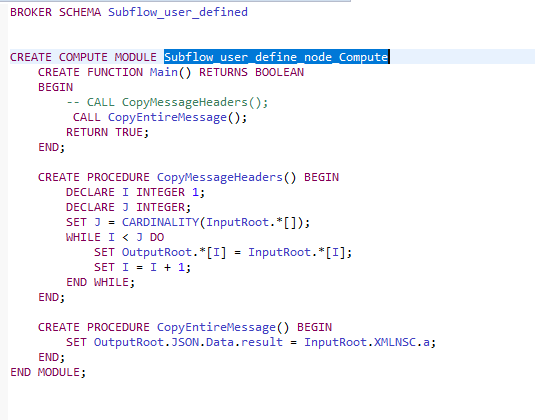 BROKER SCHEMA Subflow_user_defined
CREATE COMPUTE MODULE Subflow_user_define_node_Compute
CREATE FUNCTION Main() RETURNS BOOLEAN
BEGIN
-- CALL CopyMessageHeaders();
CALL CopyEntireMessage();
RETURN TRUE;
END;
CREATE PROCEDURE CopyMessageHeaders() BEGIN
DECLARE I INTEGER 1;
DECLARE J INTEGER;
SET J = CARDINALITY(InputRoot.*[]);
WHILE I < J DO
SET OutputRoot.*[I] = InputRoot.*[I];
SET I = I + 1;
END WHILE;
END;
CREATE PROCEDURE CopyEntireMessage() BEGIN
SET OutputRoot.JSON.Data.result = InputRoot.XMLNSC.a;
END;
END MODULE;